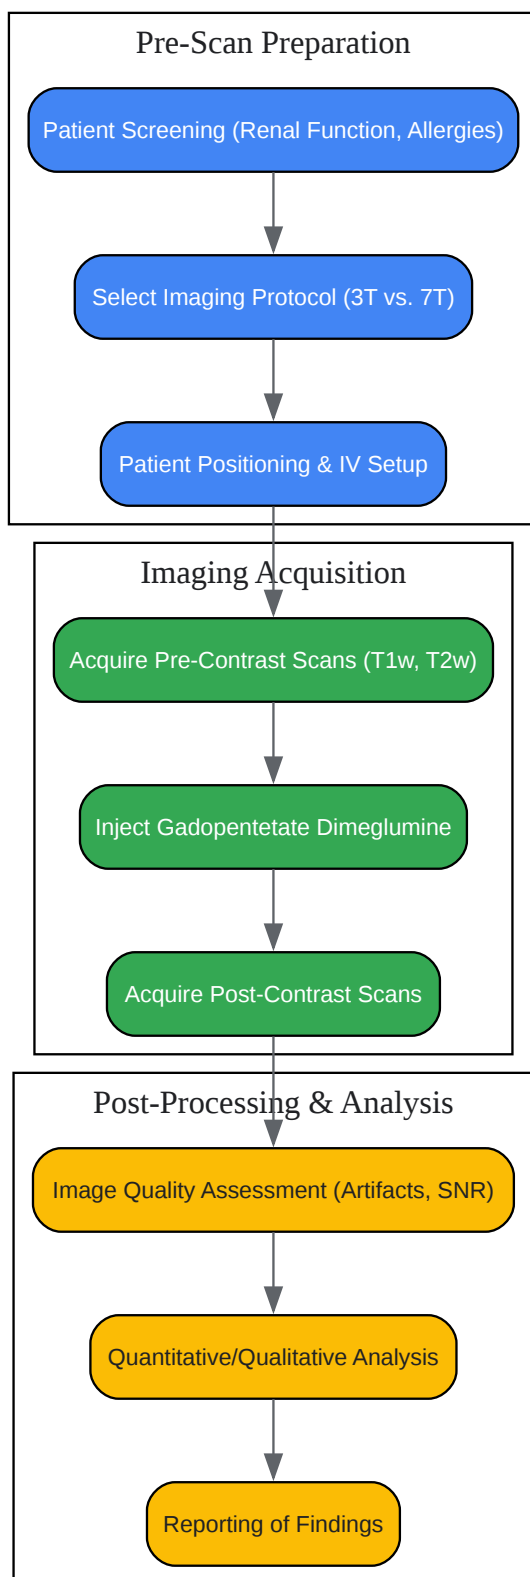 Pre-Scan Preparation
Patient Screening (Renal Function, Allergies)
Select Imaging Protocol (3T vs. 7T)
Patient Positioning & IV Setup
Imaging Acquisition
Acquire Pre-Contrast Scans (T1w, T2w)
Inject Gadopentetate Dimeglumine
Acquire Post-Contrast Scans
Post-Processing & Analysis
Image Quality Assessment (Artifacts, SNR)
Quantitative/Qualitative Analysis
Reporting of Findings